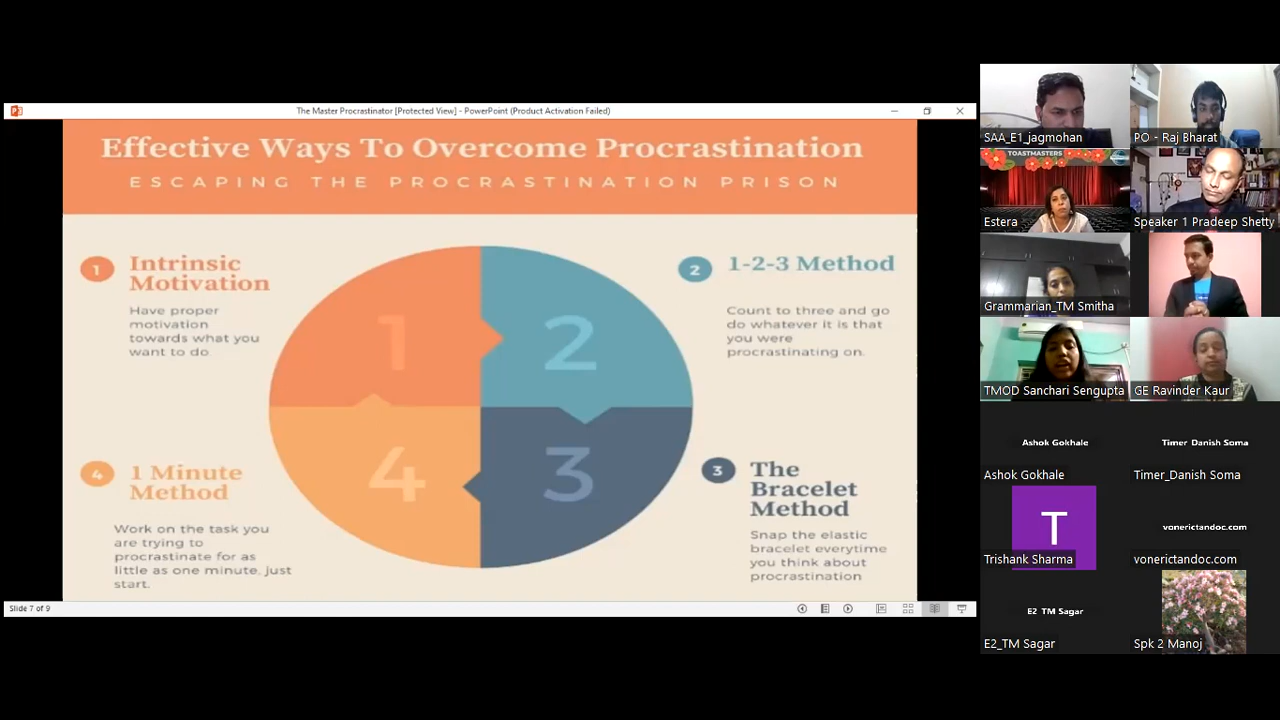 The Master Procrastinator [Protected View] - PowerPoint (Product Activation Failed)
Effective Ways To Overcome Procrastination
ESCAPING THE PROCRASTINATION PRISON
1
Intrinsic
Motivation
Have proper
motivation
towards what you
want to do
2
1-2-3 Method
Count to three and go
do whatever it is that
you were
procrastinating on.
1
2
4
3
4
1 Minute
Method
Work on the task you
are trying to
procrastinate for as
little as one minute, just
start.
3
The
Bracelet
Method
Snap the elastic
bracelet everytime
you think about
procrastination
Slide 7 of 9
SAA_E1_jagmohan
PO - Raj Bharat
TOASTMASTERS
Estera
Speaker 1 Pradeep Shetty
Grammarian_TM Smitha
TMOD Sanchari Sengupta
GE Ravinder Kaur
Ashok Gokhale
Timer_Danish Soma
Ashok Gokhale
Timer_Danish Soma
T
vonerictandoc.com
Trishank Sharma
vonerictandoc.com
E2_TM Sagar
E2_TM Sagar
Spk 2 Manoj